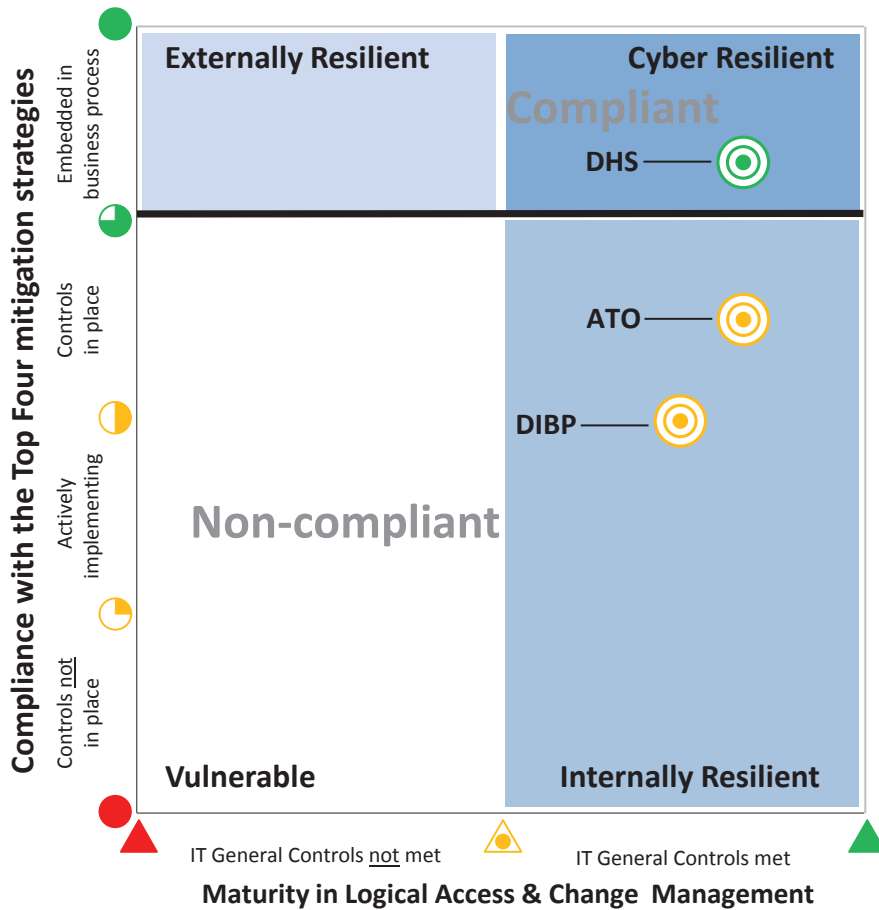 Compliance with the Top Four mitigation strategies
Embedded in
business process
Controls
in place
Actively
implementing
Controls not
in place
Externally Resilient
Cyber Resilient
Compliant
DHS
ATO
DIBP
Non-compliant
Vulnerable
Internally Resilient
IT General Controls not met
IT General Controls met
Maturity in Logical Access & Change Management